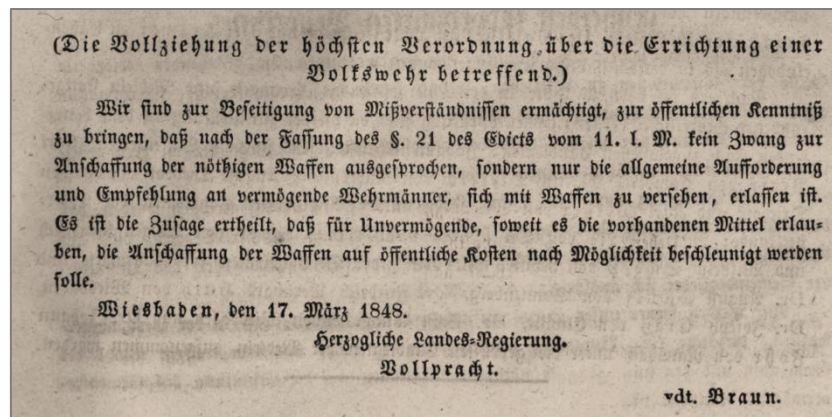 (Die Vollziehung der höchsten Verordnung über die Errichtung einer
Volkswehr betreffend.)
Wir sind zur Beseitigung von Mißverständnissen ermächtigt, zur öffentlichen Kenntniß
zu bringen, daß nach der Fassung des §. 21 des Edicts vom 11. l. M. kein Zwang zur
Anschaffung der nöthigen Waffen ausgesprochen, sondern nur die allgemeine Aufforderung
und Empfehlung an vermögende Wehrmänner, sich mit Waffen zu versehen, erlassen ist.
Es ist die Zusage ertheilt, daß für Unvermögende, soweit es die vorhandenen Mittel erlau-
ben, die Anschaffung der Waffen auf öffentliche Kosten nach Möglichkeit beschleunigt werden
solle.
Wiesbaden, den 17. März 1848.
Herzogliche Landes-Regierung.
Vollpracht.
vdt. Braun.